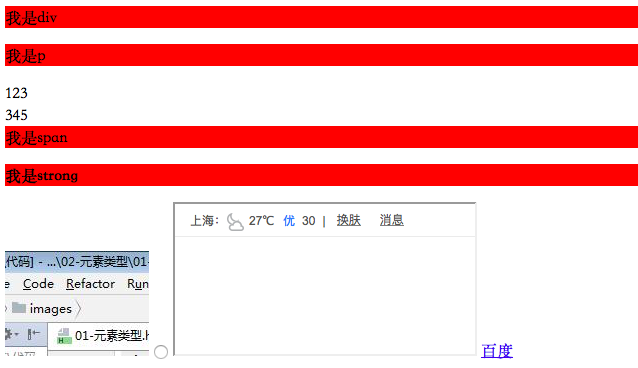 我是div
我是p
123
345
我是span
我是strong
上海： 27℃ 优 30 | 换肤 消息
代码] - ...\02-元素类型\01-
e Code Refactor Run
images
01-元素类型.h
百度